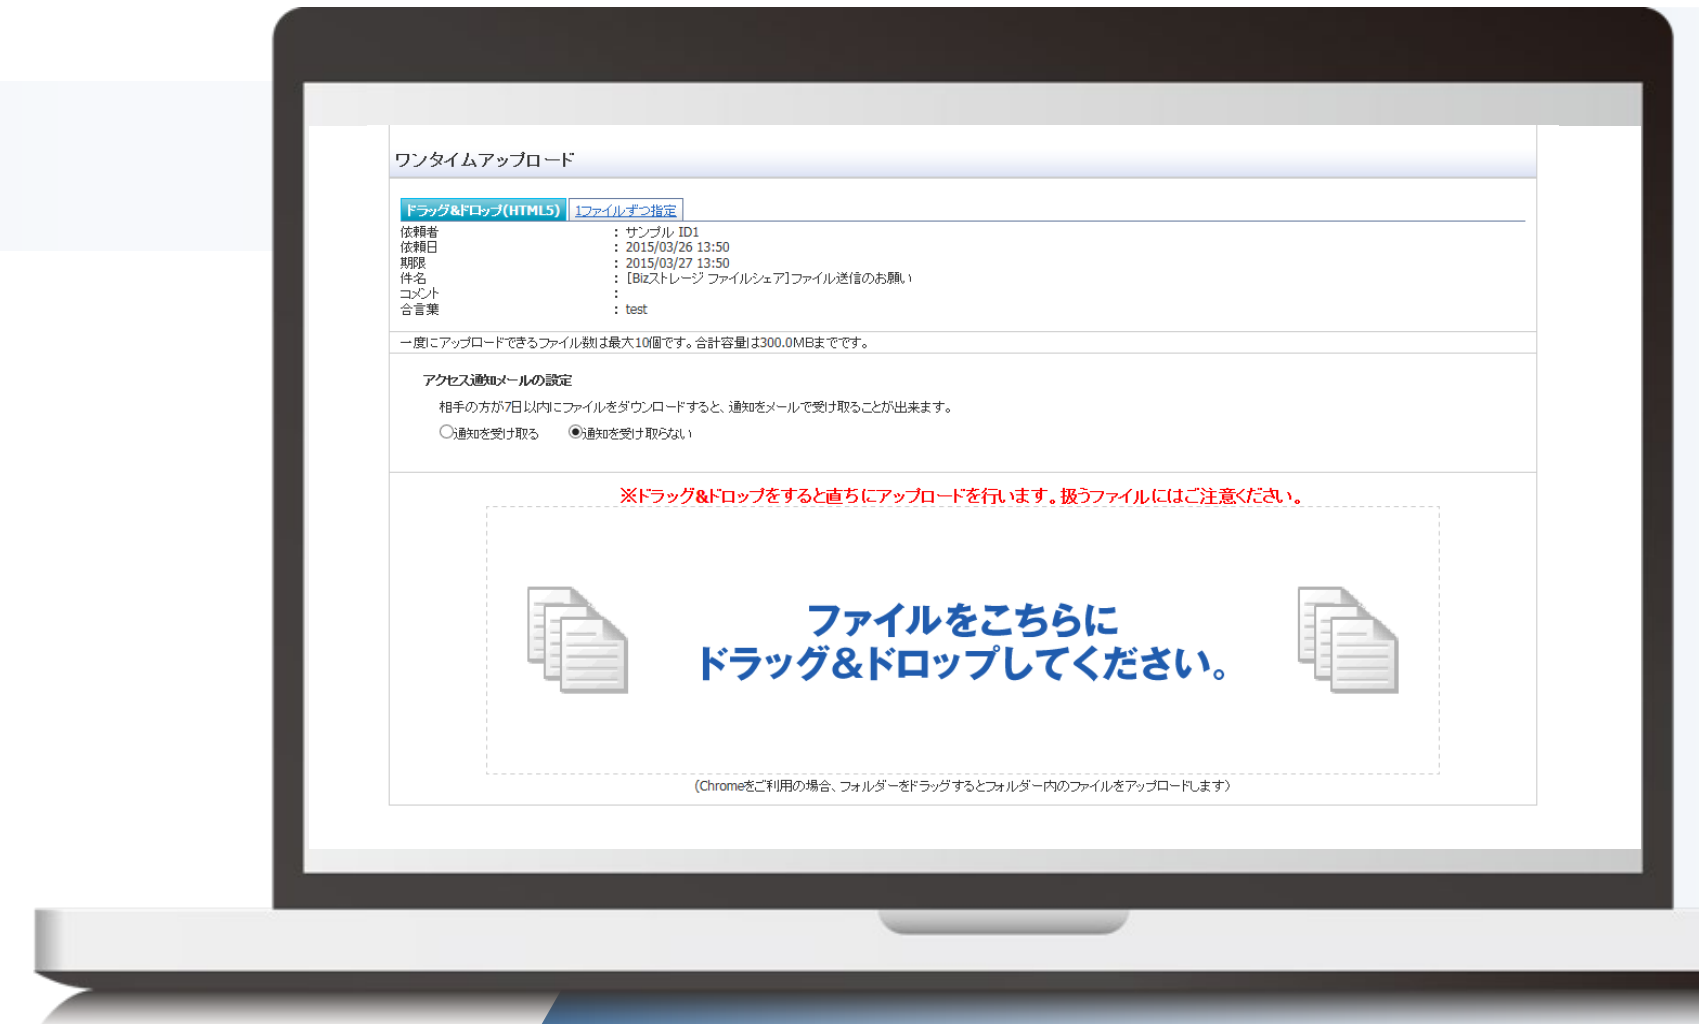 ワンタイムアップロード
ドラッグ&ドロップ(HTML5) 1ファイルずつ指定
依頼者 : サンプル ID1
依頼日 : 2015/03/26 13:50
期限 : 2015/03/27 13:50
件名 : [Bizストレージ ファイルシェア]ファイル送信のお願い
コメント :
合言葉 : test
一度にアップロードできるファイル数は最大10個です。合計容量は300.0MBまでです。
アクセス通知メールの設定
相手の方が7日以内にファイルをダウンロードすると、通知をメールで受け取ることが出来ます。
通知を受け取る 通知を受け取らない
※ドラッグ&ドロップをすると直ちにアップロードを行います。扱うファイルにはご注意ください。
ファイルをこちらに
ドラッグ&ドロップしてください。
(Chromeをご利用の場合、フォルダーをドラッグするとフォルダー内のファイルをアップロードします)